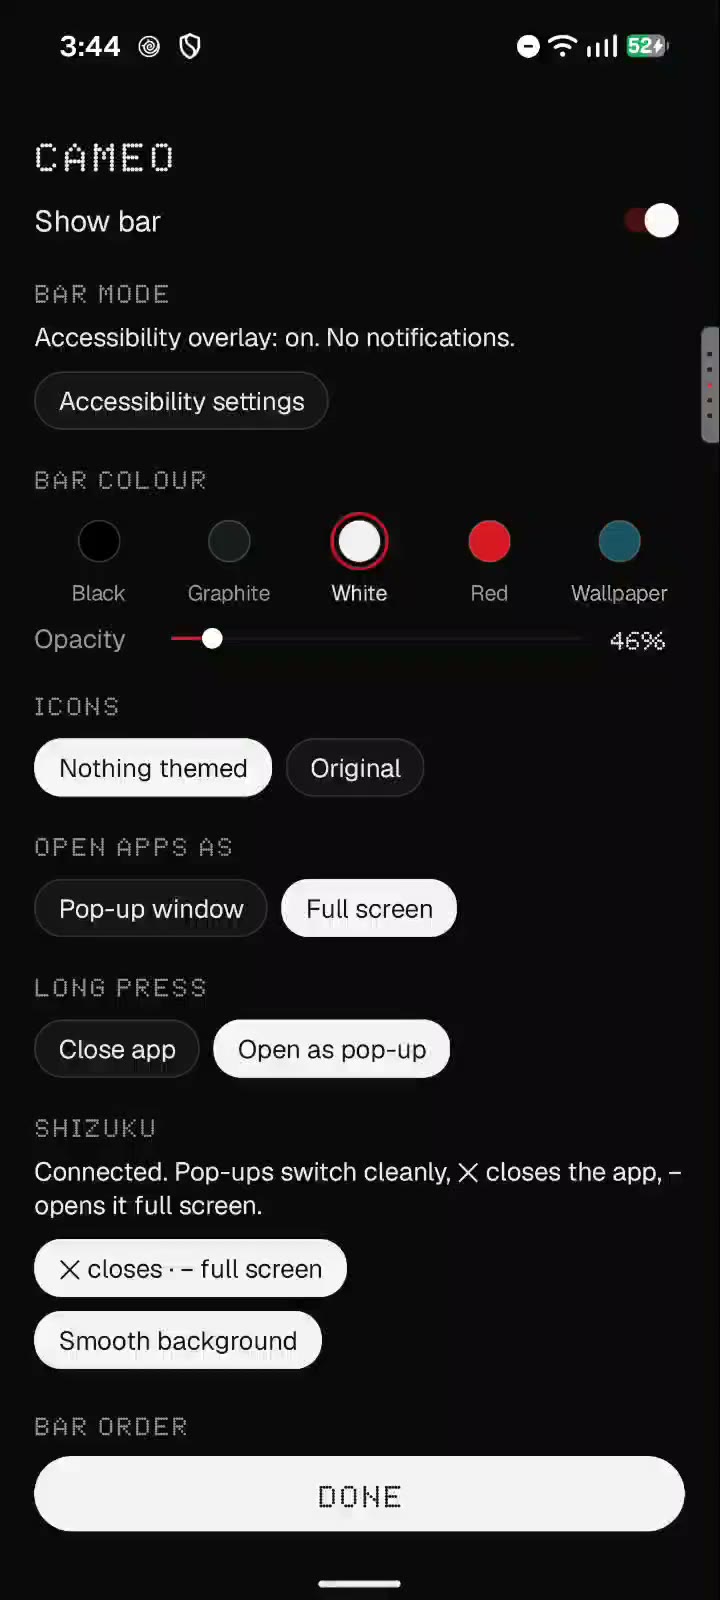 3:44
52
CAMEO
Show bar
BAR MODE
Accessibility overlay: on. No notifications.
Accessibility settings
BAR COLOUR
Black Graphite White Red Wallpaper
Opacity 46%
ICONS
Nothing themed Original
OPEN APPS AS
Pop-up window Full screen
LONG PRESS
Close app Open as pop-up
SHIZUKU
Connected. Pop-ups switch cleanly, ✕ closes the app, –
opens it full screen.
✕ closes · – full screen
Smooth background
BAR ORDER
DONE